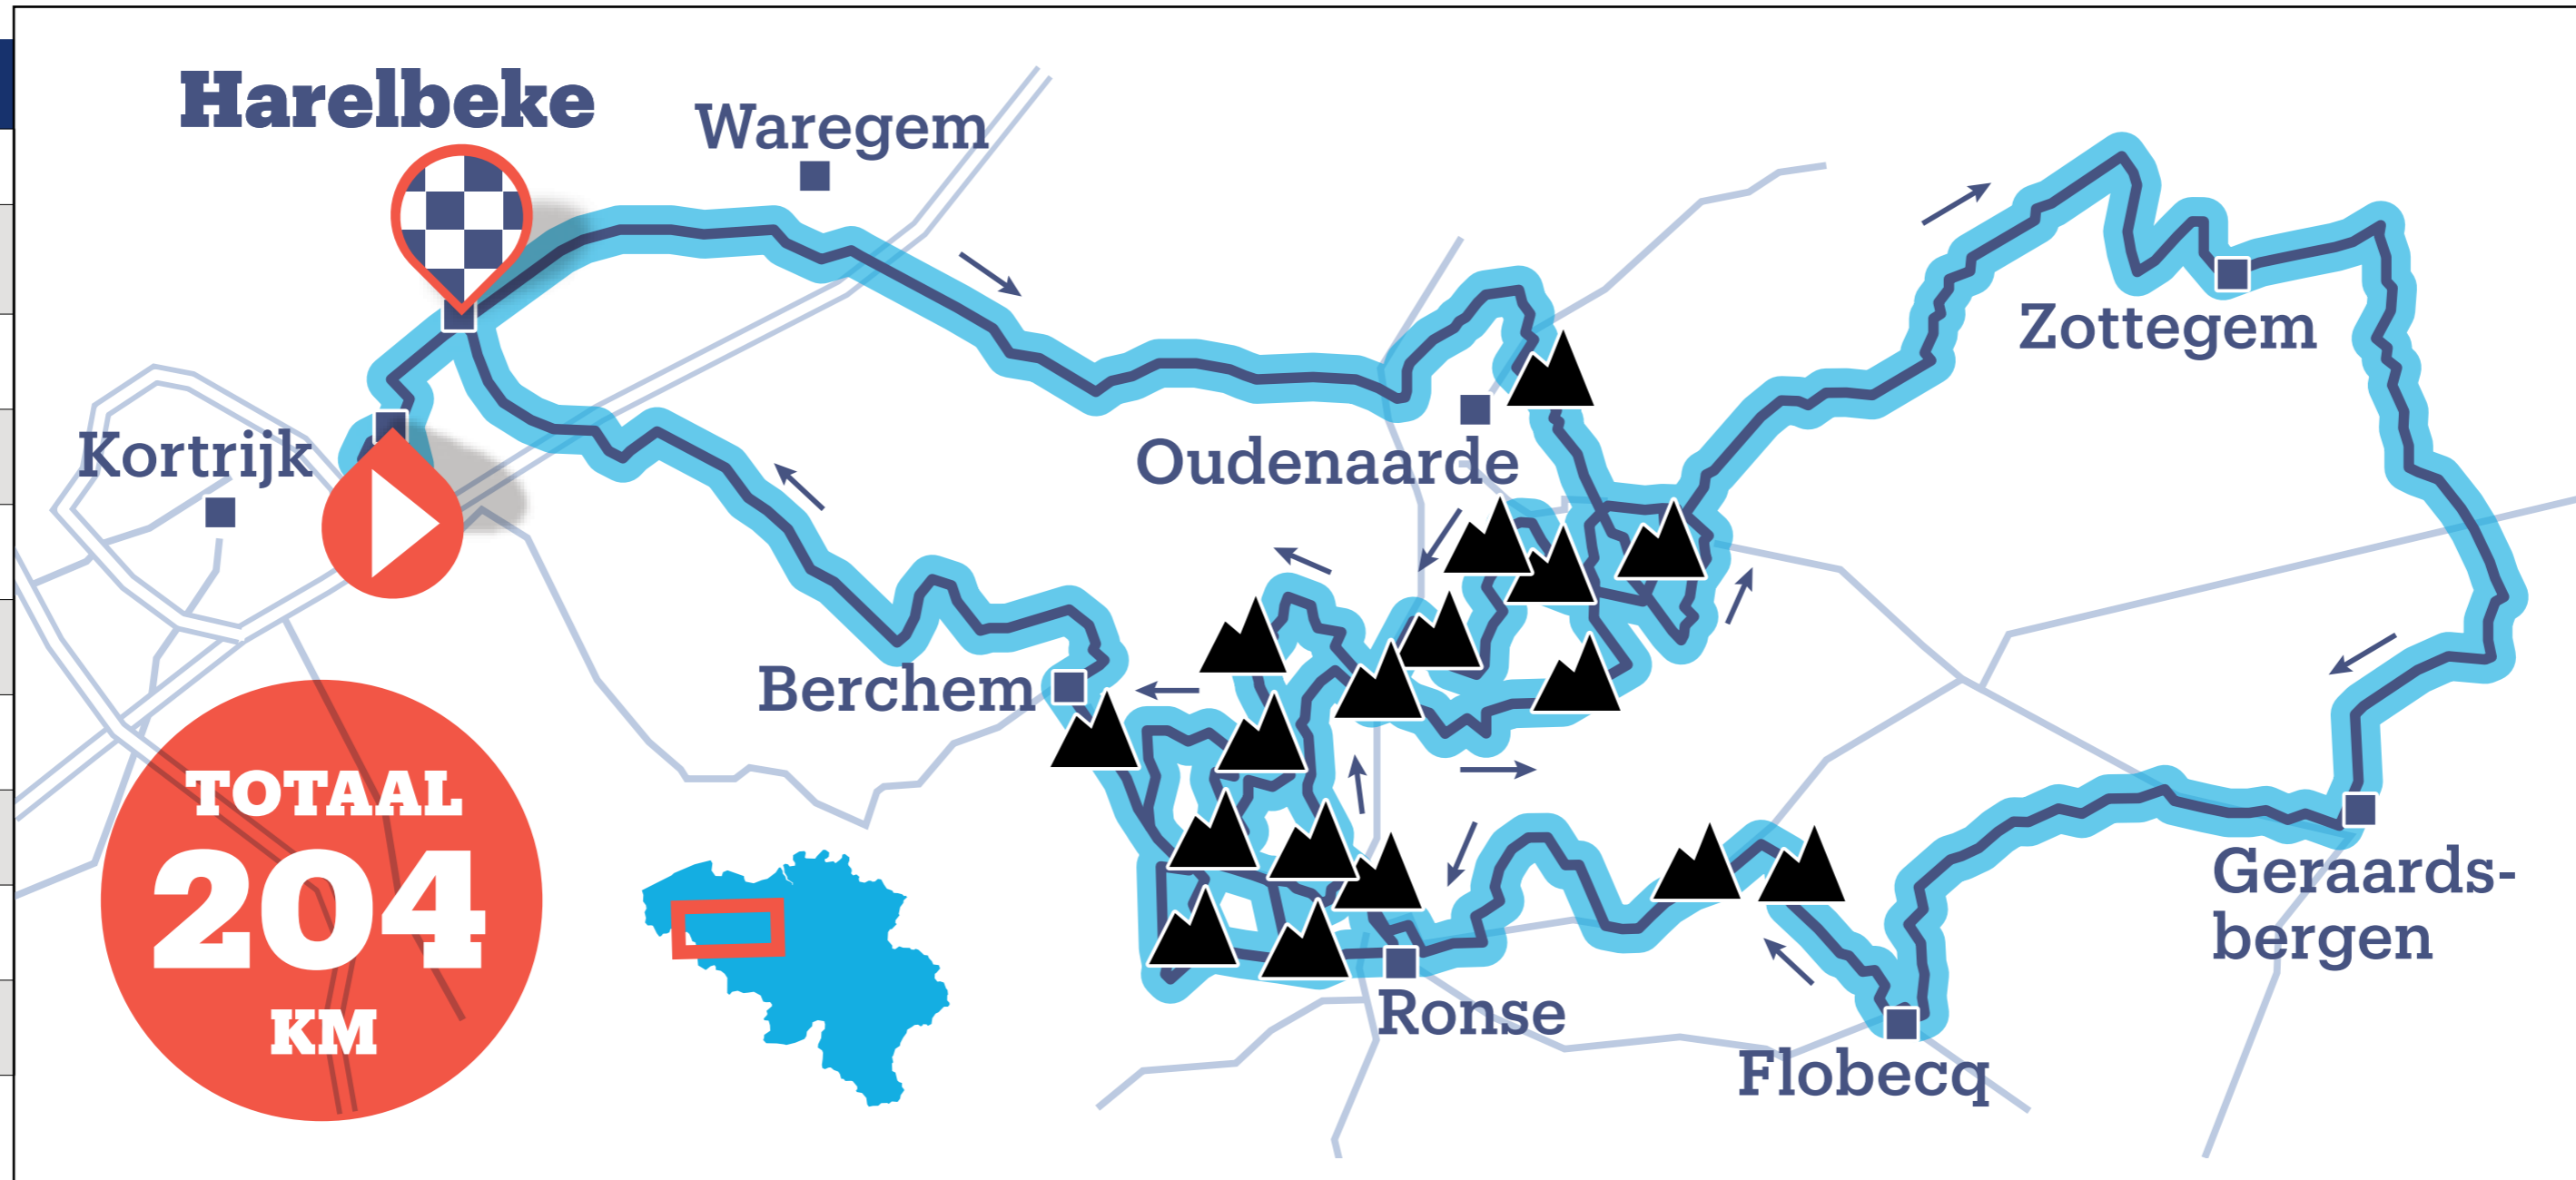 Harelbeke
Waregem
Kortrijk
Oudenaarde
Zottegem
Berchem
TOTAAL
204
KM
Geraards-
bergen
Ronse
Flobecq